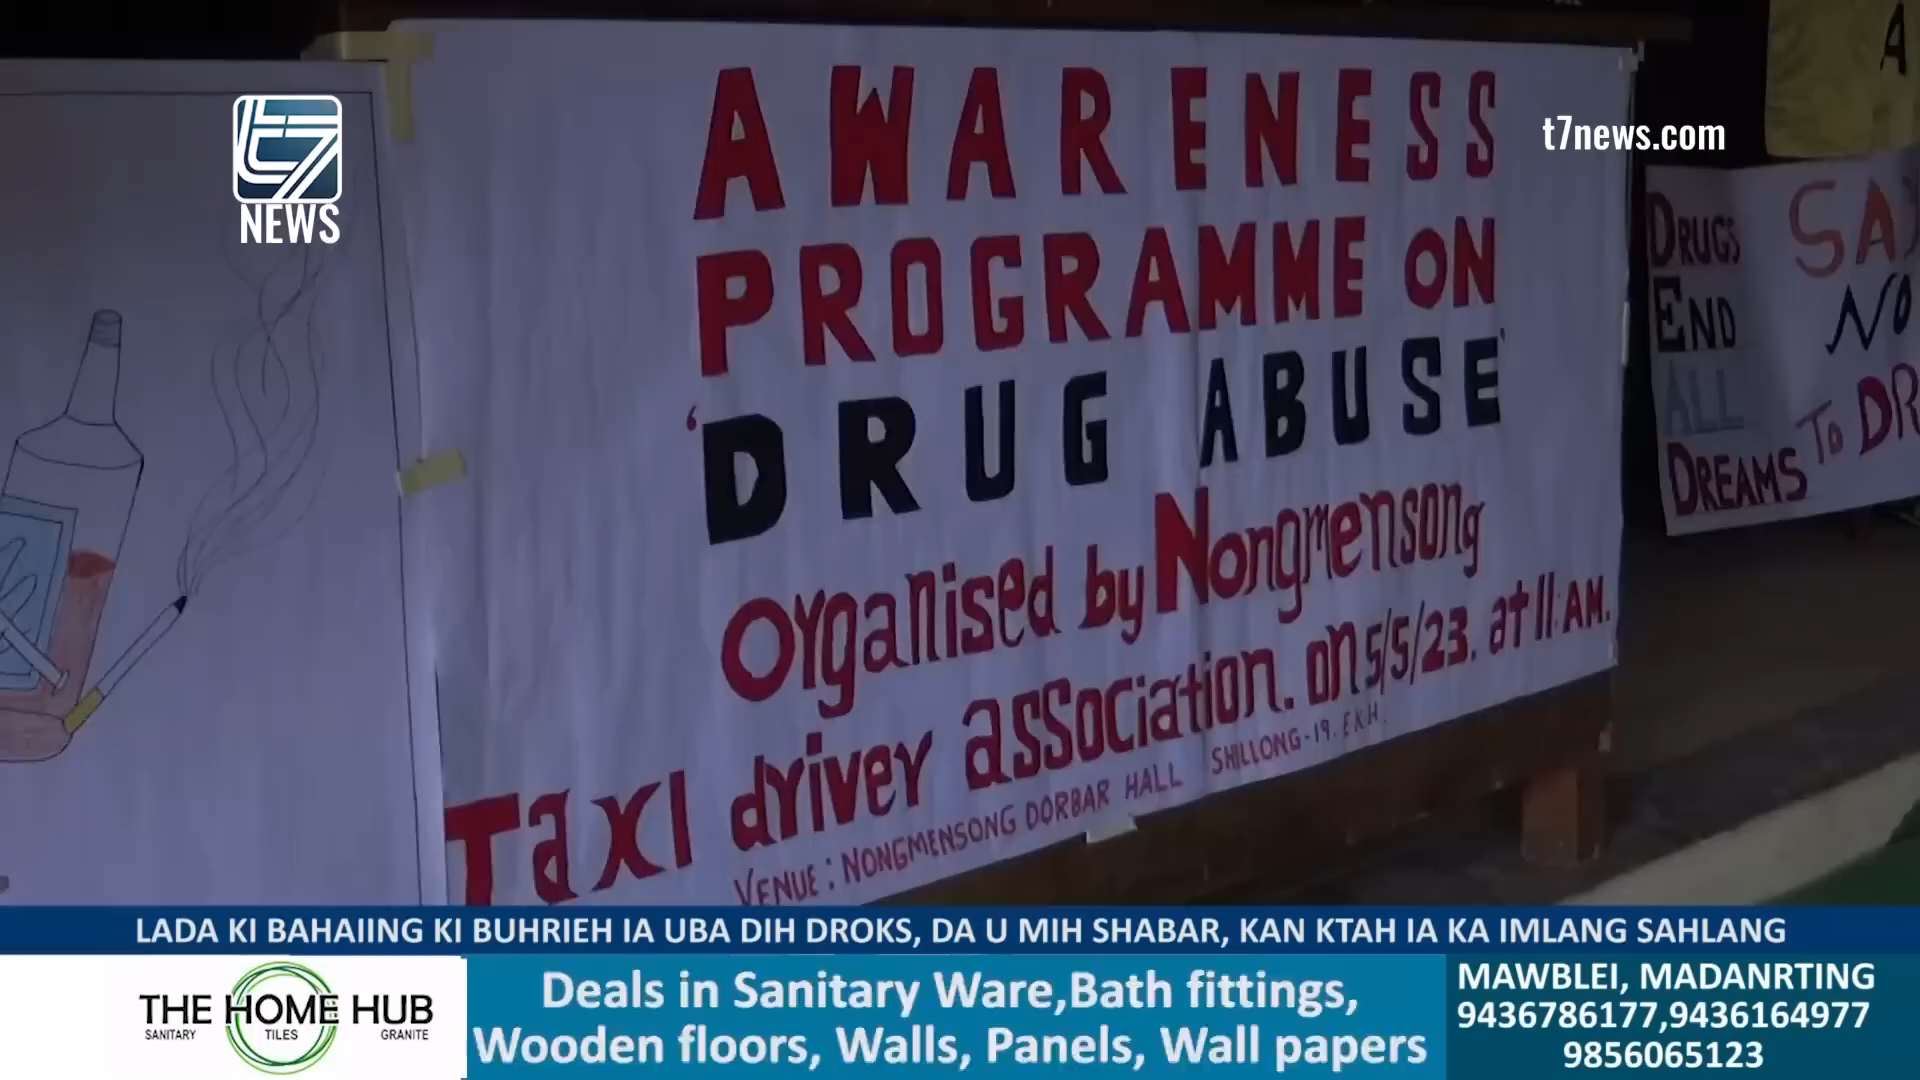 t7
NEWS
t7news.com
AWARENESS
PROGRAMME ON
'DRUG ABUSE'
organised by Nongmensong
Taxi driver association. on 5/5/23. at 11:AM.
VENUE : NONGMENSONG DORBAR HALL SHILLONG-19. E.K.H.
A
DRUGS
END
ALL
DREAMS
SAY
NO
TO DR
LADA KI BAHAIING KI BUHRIEH IA UBA DIH DROKS, DA U MIH SHABAR, KAN KTAH IA KA IMLANG SAHLANG
THE HOME HUB
SANITARY TILES GRANITE
Deals in Sanitary Ware,Bath fittings,
Wooden floors, Walls, Panels, Wall papers
MAWBLEI, MADANRTING
9436786177,9436164977
9856065123